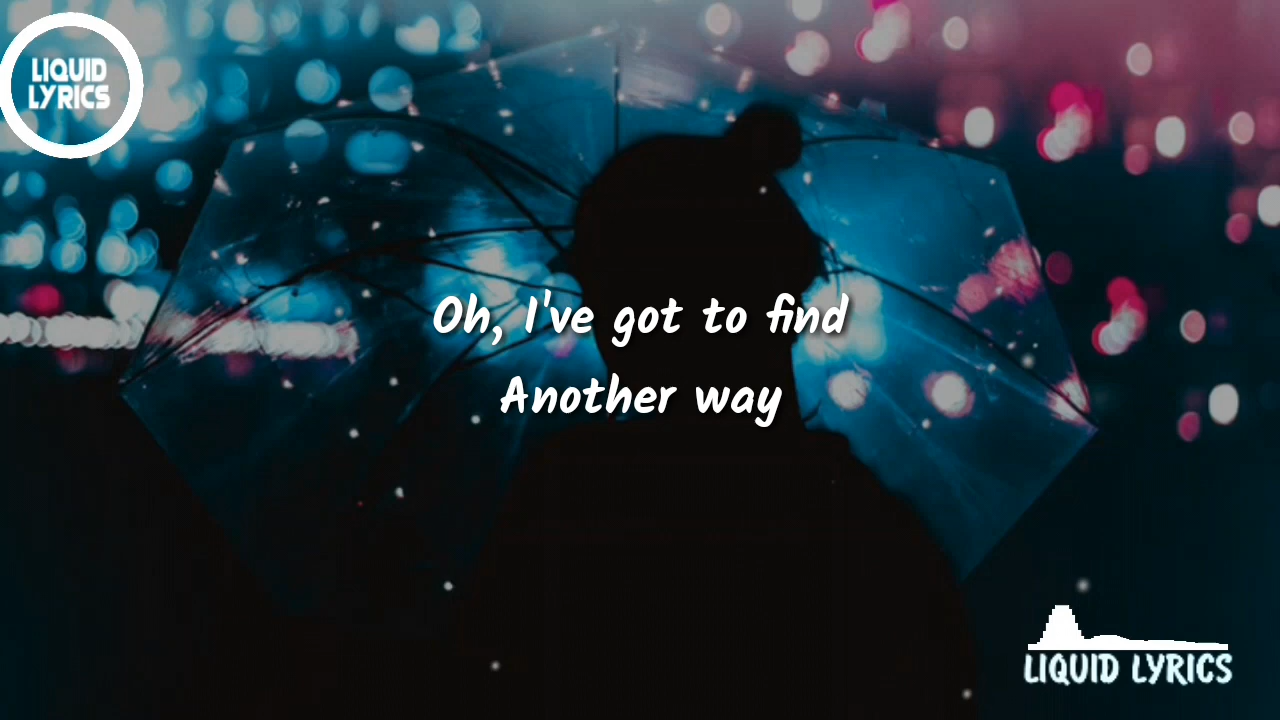 LIQUID
LYRICS
Oh, I've got to find
Another way
LIQUID LYRICS